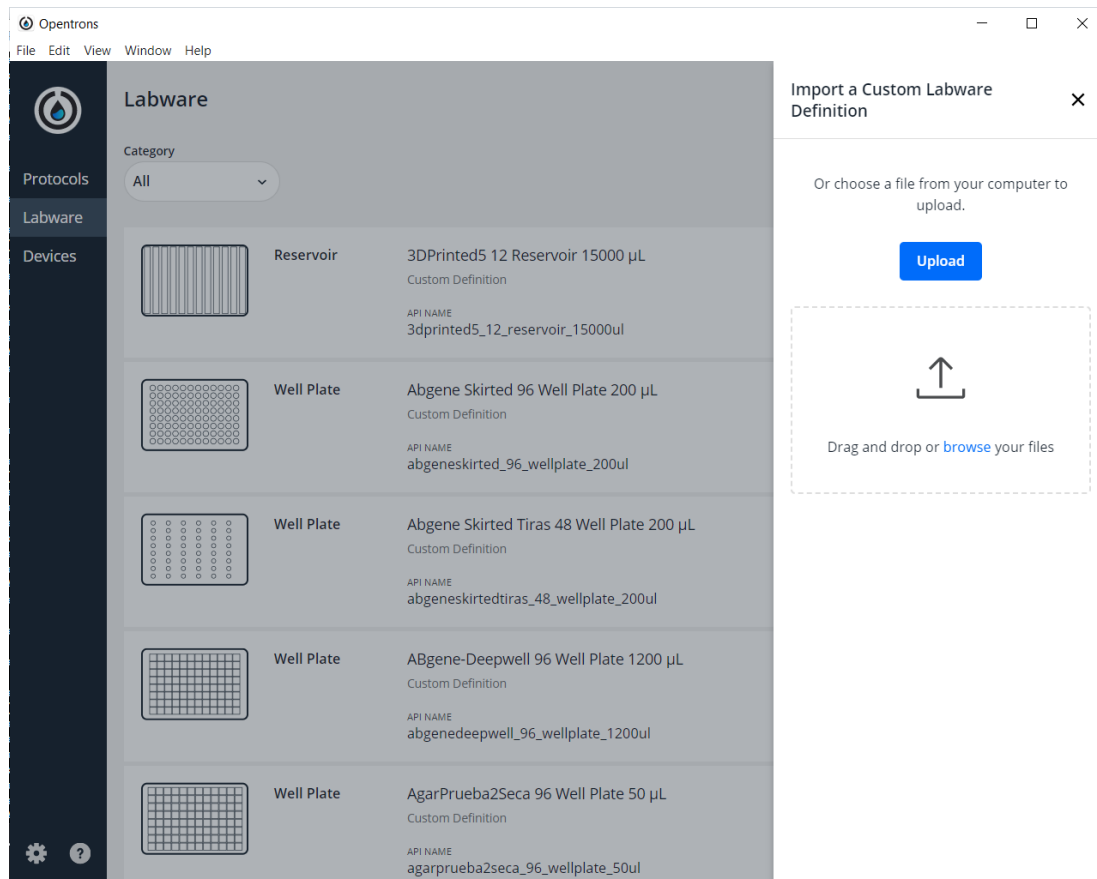 Opentrons
File Edit View Window Help
Protocols
Labware
Devices
Labware
Category
All
Reservoir
3DPrinted5 12 Reservoir 15000 µL
Custom Definition
API NAME
3dprinted5_12_reservoir_15000ul
Well Plate
Abgene Skirted 96 Well Plate 200 µL
Custom Definition
API NAME
abgeneskirted_96_wellplate_200ul
Well Plate
Abgene Skirted Tiras 48 Well Plate 200 µL
Custom Definition
API NAME
abgeneskirtedtiras_48_wellplate_200ul
Well Plate
ABgene-Deepwell 96 Well Plate 1200 µL
Custom Definition
API NAME
abgenedeepwell_96_wellplate_1200ul
Well Plate
AgarPrueba2Seca 96 Well Plate 50 µL
Custom Definition
API NAME
agarprueba2seca_96_wellplate_50ul
Import a Custom Labware
Definition
Or choose a file from your computer to
upload.
Upload
Drag and drop or browse your files